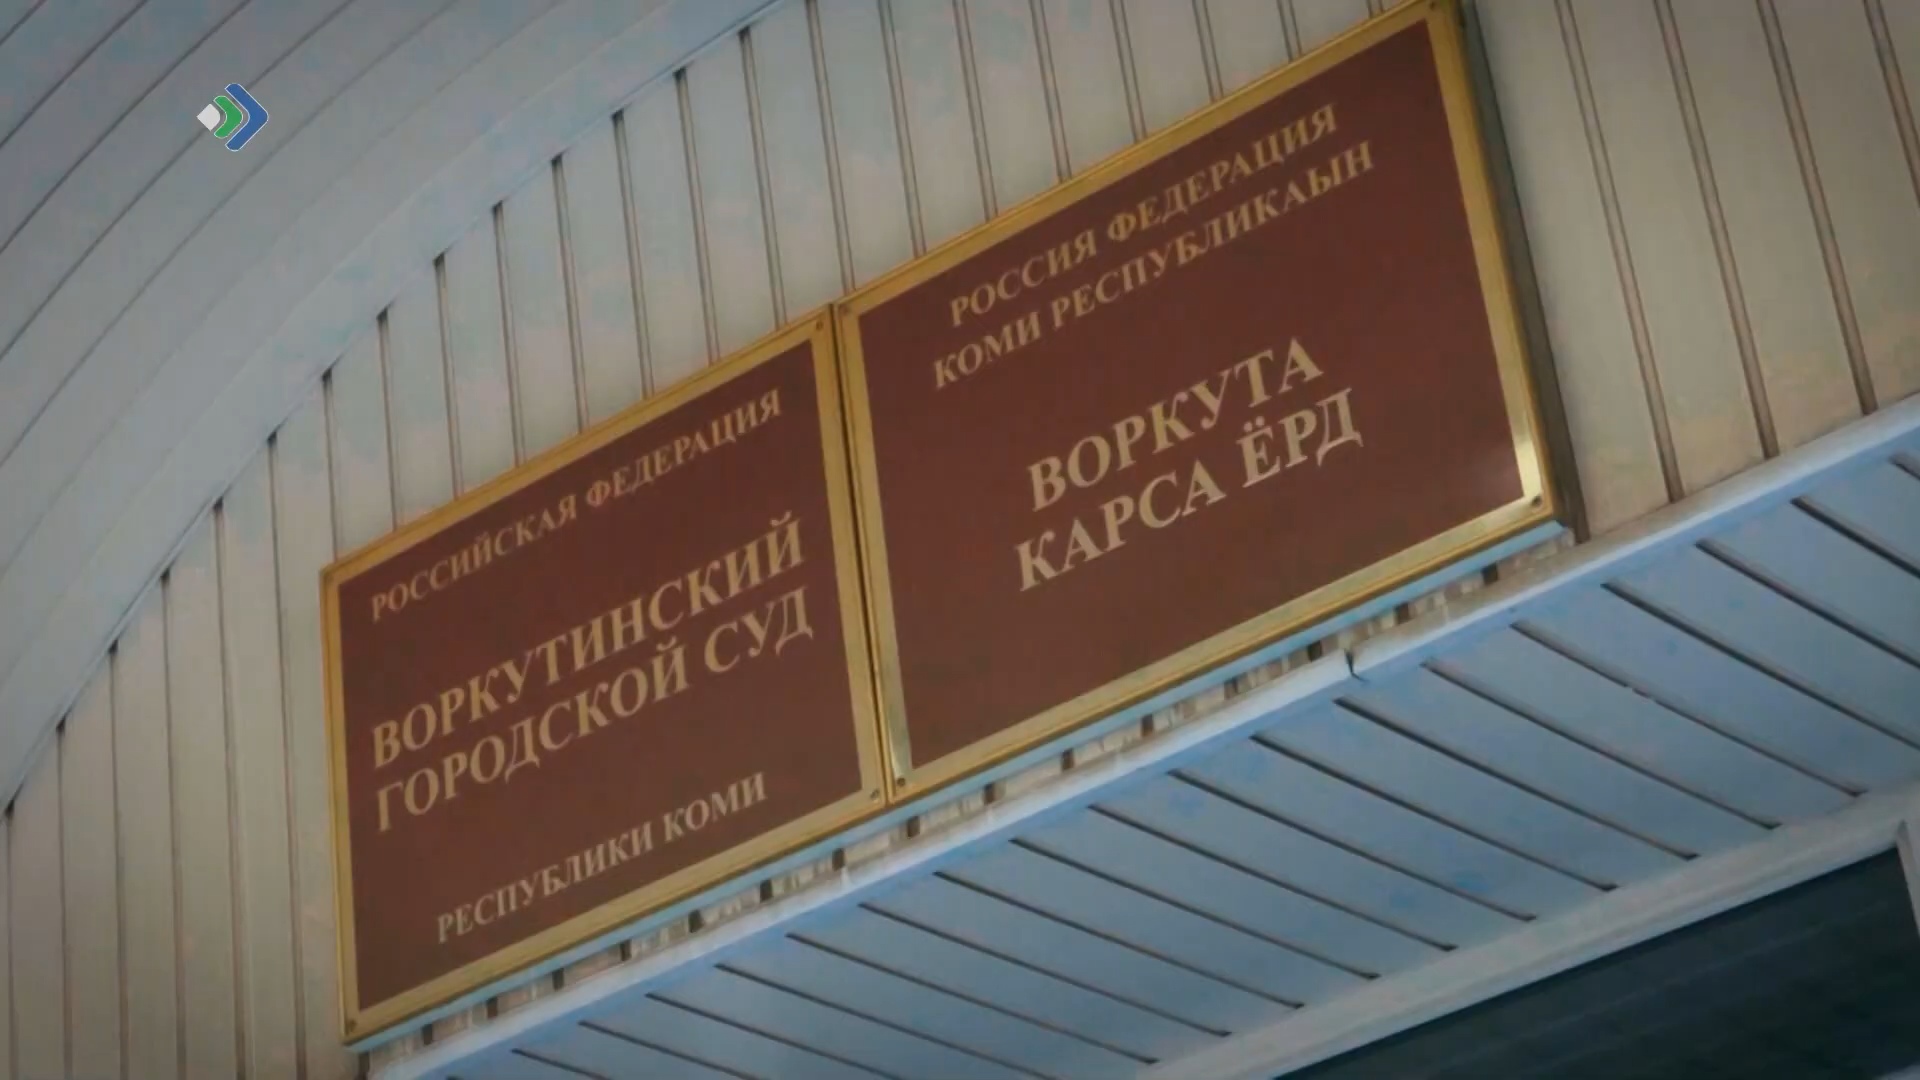 РОССИЙСКАЯ ФЕДЕРАЦИЯ
ВОРКУТИНСКИЙ
ГОРОДСКОЙ СУД
РЕСПУБЛИКИ КОМИ
РОССИЯ ФЕДЕРАЦИЯ
КОМИ РЕСПУБЛИКАЫН
ВОРКУТА
КАРСА ЁРД